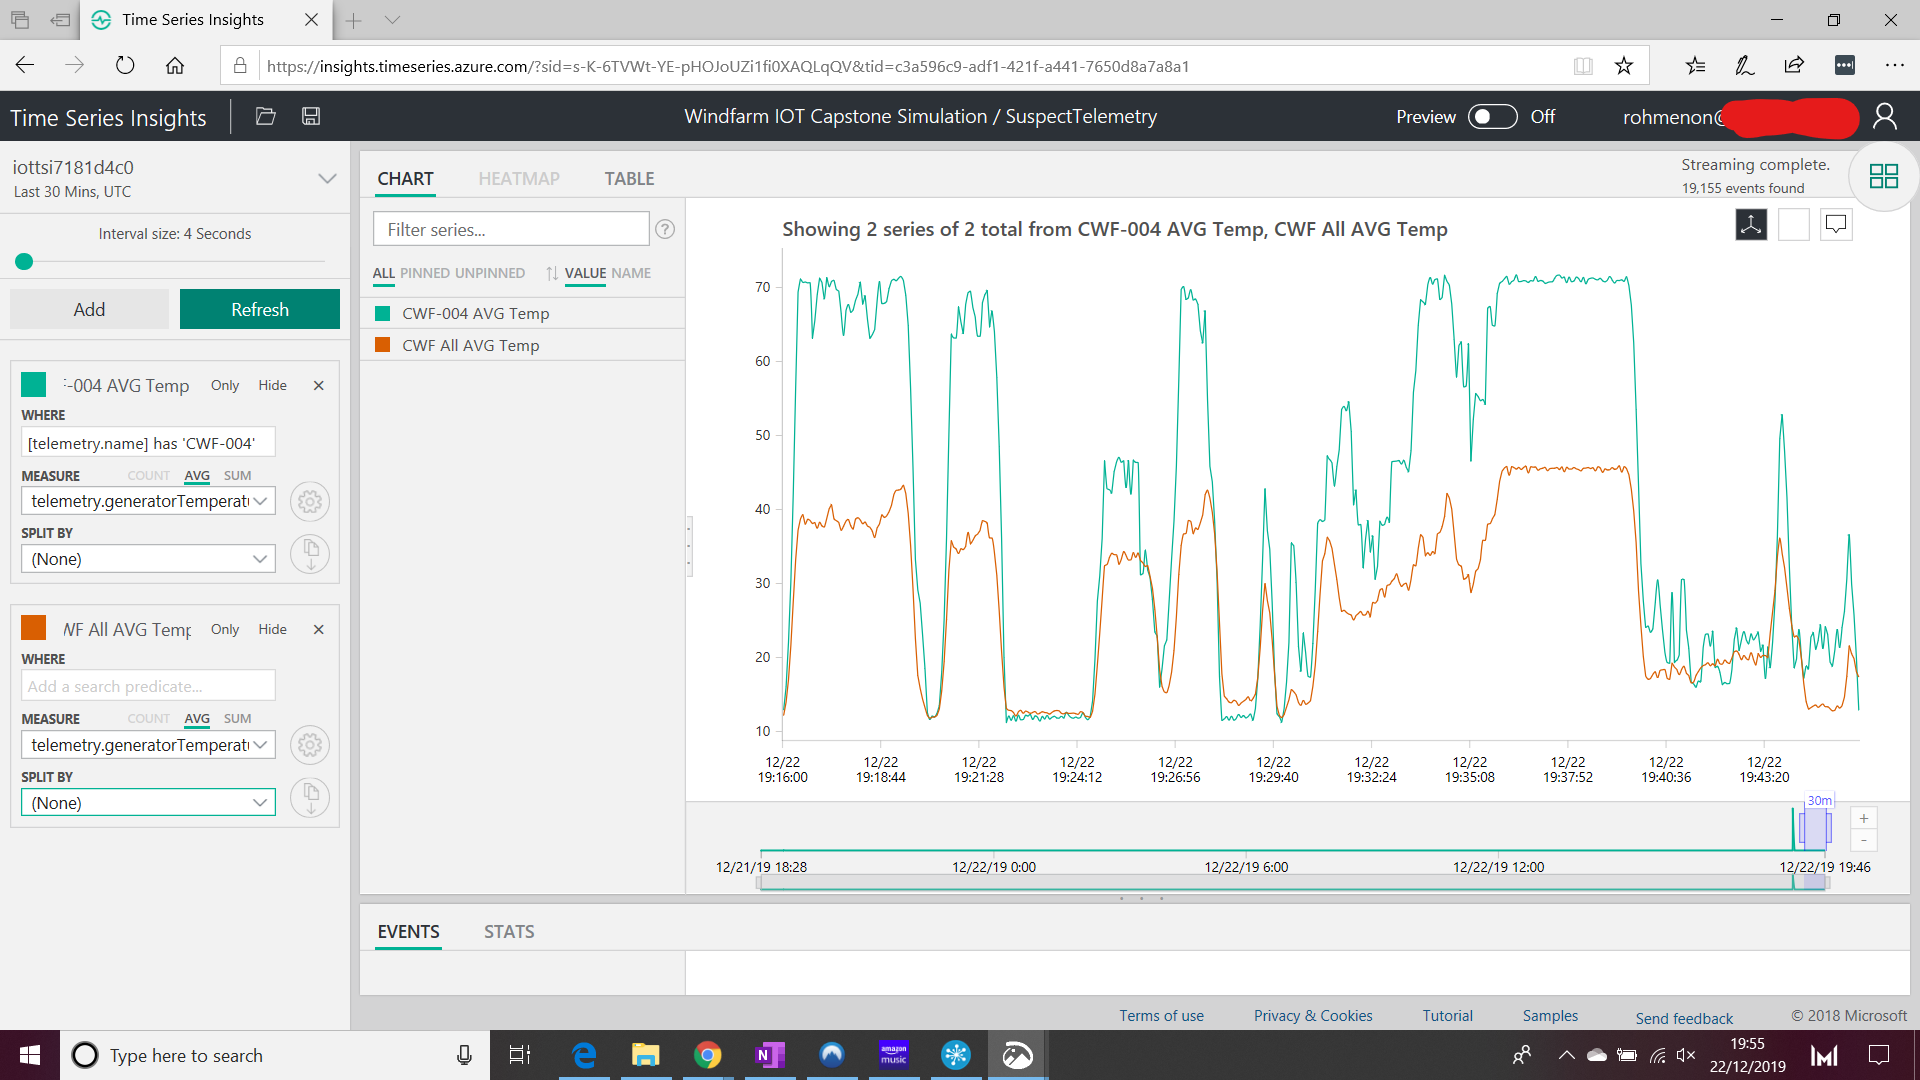 Time Series Insights
https://insights.timeseries.azure.com/?sid=s-K-6TVWt-YE-pHOJoUZi1fi0XAQLqQV&tid=c3a596c9-adf1-421f-a441-7650d8a7a8a1
Time Series Insights
Windfarm IOT Capstone Simulation / SuspectTelemetry
Preview Off
rohmenon@
iottsi7181d4c0
Last 30 Mins, UTC
Interval size: 4 Seconds
Add Refresh
-004 AVG Temp Only Hide
WHERE
[telemetry.name] has 'CWF-004'
MEASURE COUNT AVG SUM
telemetry.generatorTemperatu
SPLIT BY
(None)
WF All AVG Temp Only Hide
WHERE
Add a search predicate...
MEASURE COUNT AVG SUM
telemetry.generatorTemperatu
SPLIT BY
(None)
CHART HEATMAP TABLE
Streaming complete.
19,155 events found
Filter series... ?
ALL PINNED UNPINNED VALUE NAME
CWF-004 AVG Temp
CWF All AVG Temp
Showing 2 series of 2 total from CWF-004 AVG Temp, CWF All AVG Temp
70
60
50
40
30
20
10
12/22 12/22 12/22 12/22 12/22 12/22 12/22 12/22 12/22 12/22 12/22
19:16:00 19:18:44 19:21:28 19:24:12 19:26:56 19:29:40 19:32:24 19:35:08 19:37:52 19:40:36 19:43:20
30m
+
-
12/21/19 18:28 12/22/19 0:00 12/22/19 6:00 12/22/19 12:00 12/22/19 19:46
EVENTS STATS
Terms of use Privacy & Cookies Tutorial Samples Send feedback © 2018 Microsoft
Type here to search
amazon music
19:55
22/12/2019